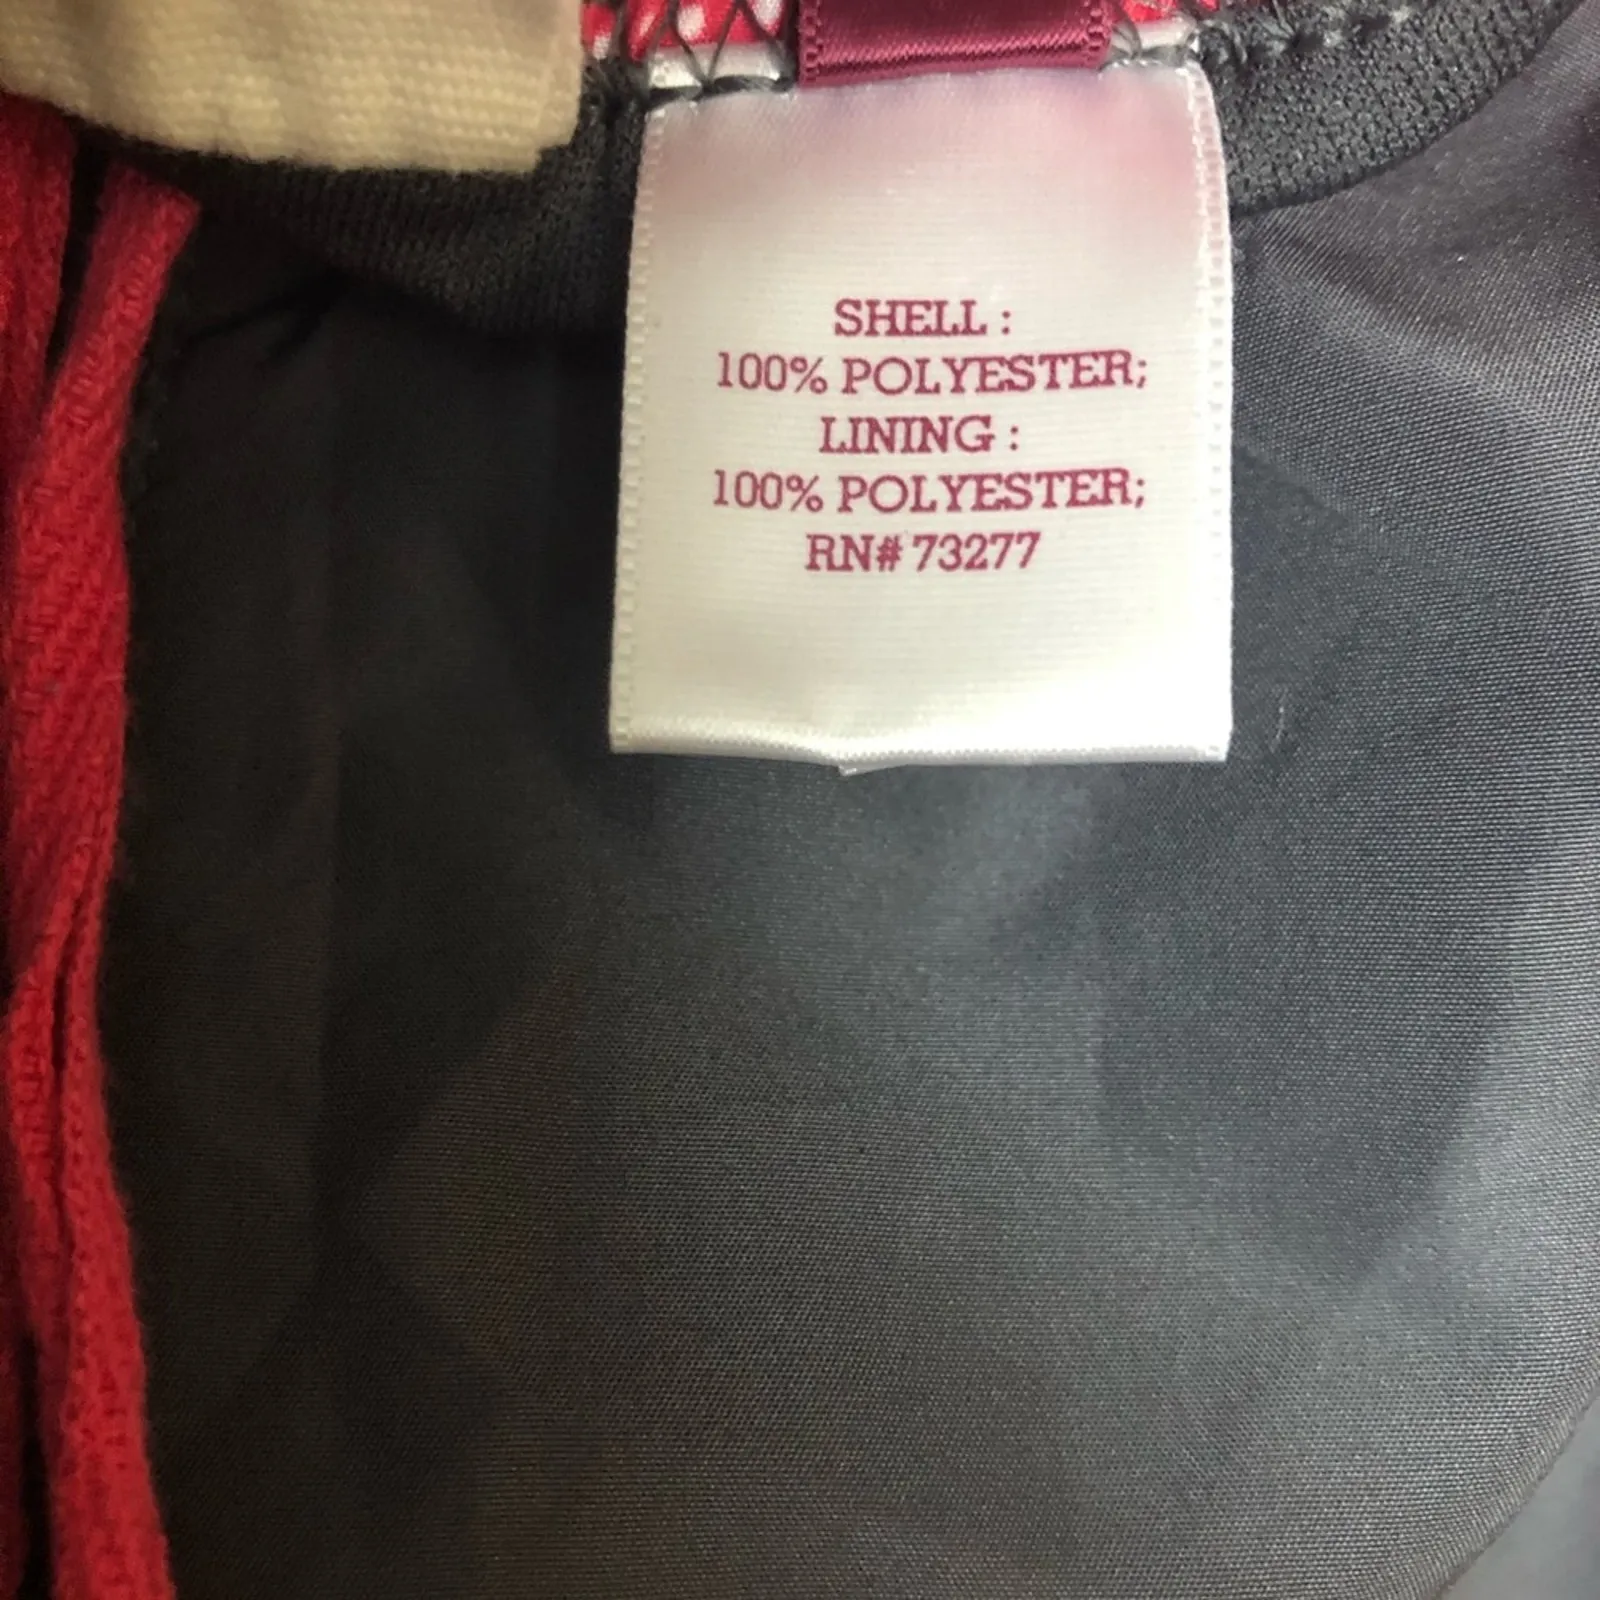 SHELL :
100% POLYESTER;
LINING :
100% POLYESTER;
RN# 73277